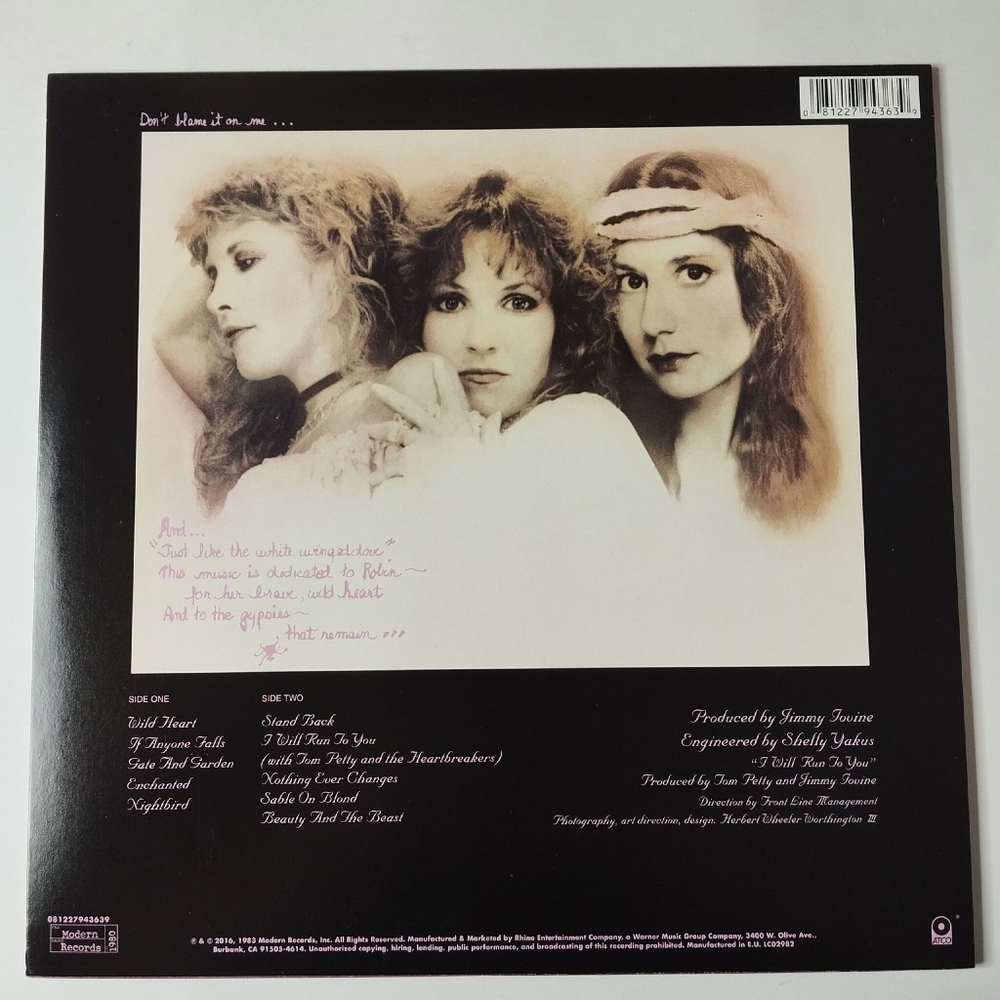 0 81227 94363 9
Don't blame it on me ...
And...
"Just like the white winged dove"
This music is dedicated to Robin ~
for her brave, wild heart
And to the gypsies ~
that remain ...
SIDE ONE
Wild Heart
If Anyone Falls
Gate And Garden
Enchanted
Nightbird
SIDE TWO
Stand Back
I Will Run To You
(with Tom Petty and the Heartbreakers)
Nothing Ever Changes
Sable On Blond
Beauty And The Beast
Produced by Jimmy Iovine
Engineered by Shelly Yakus
"I Will Run To You"
Produced by Tom Petty and Jimmy Iovine
Direction by Front Line Management
Photography, art direction, design: Herbert Wheeler Worthington III
081227943639
Modern
Records
1980
℗ & © 2016, 1983 Modern Records, Inc. All Rights Reserved. Manufactured & Marketed by Rhino Entertainment Company, a Warner Music Group Company, 3400 W. Olive Ave.,
Burbank, CA 91505-4614. Unauthorized copying, hiring, lending, public performance, and broadcasting of this recording prohibited. Manufactured in E.U. LC02982
ATCO